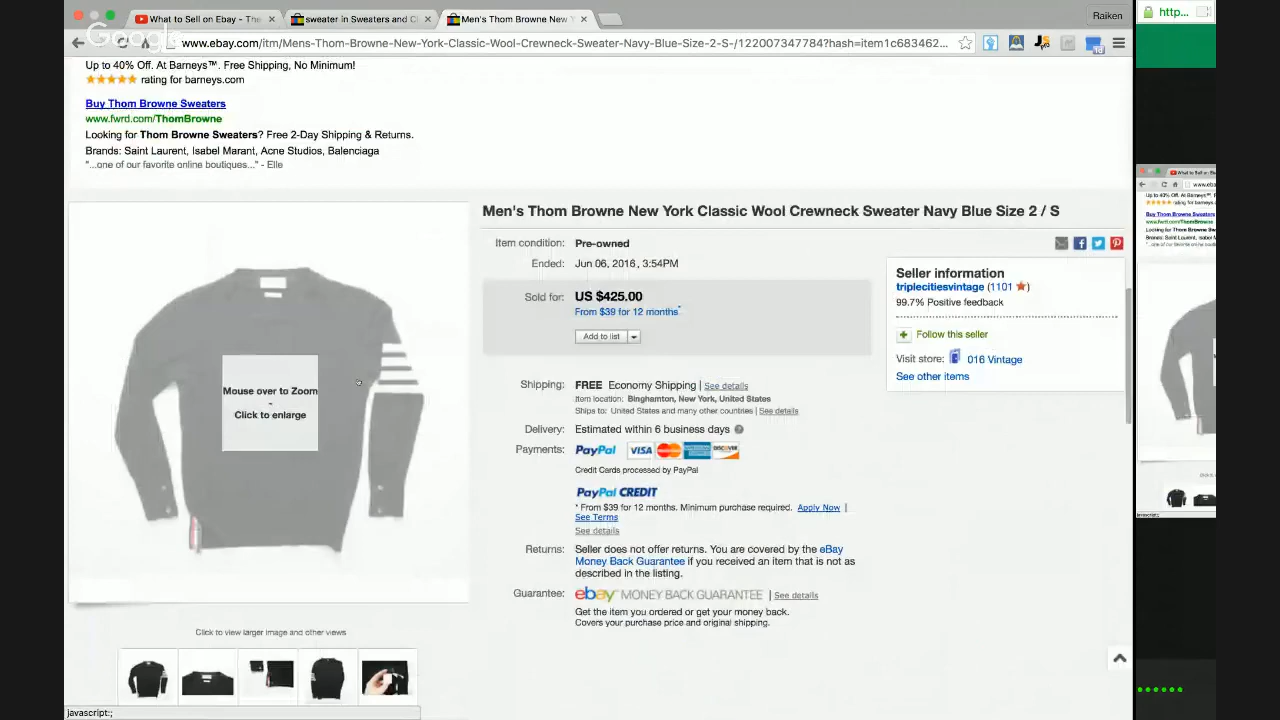 What to Sell on Ebay - The
sweater in Sweaters and Cl
Men's Thom Browne New Y
Raiken
http...
Google
www.ebay.com/itm/Mens-Thom-Browne-New-York-Classic-Wool-Crewneck-Sweater-Navy-Blue-Size-2-S-/122007347784?hash=item1c683462...
Up to 40% Off. At Barneys™. Free Shipping, No Minimum!
rating for barneys.com
Buy Thom Browne Sweaters
www.fwrd.com/ThomBrowne
Looking for Thom Browne Sweaters? Free 2-Day Shipping & Returns.
Brands: Saint Laurent, Isabel Marant, Acne Studios, Balenciaga
"...one of our favorite online boutiques..." - Elle
Men's Thom Browne New York Classic Wool Crewneck Sweater Navy Blue Size 2 / S
Item condition: Pre-owned
Ended: Jun 06, 2016, 3:54PM
Sold for: US $425.00
From $39 for 12 months*
Add to list
Seller information
triplecitiesvintage (1101 )
99.7% Positive feedback
Follow this seller
Visit store: 016 Vintage
See other items
Mouse over to Zoom
-
Click to enlarge
Shipping: FREE Economy Shipping | See details
Item location: Binghamton, New York, United States
Ships to: United States and many other countries | See details
Delivery: Estimated within 6 business days
Payments: PayPal VISA MasterCard DISCOVER
Credit Cards processed by PayPal
PayPal CREDIT
* From $39 for 12 months. Minimum purchase required. Apply Now |
See Terms
See details
Returns: Seller does not offer returns. You are covered by the eBay
Money Back Guarantee if you received an item that is not as
described in the listing.
Guarantee: ebay MONEY BACK GUARANTEE | See details
Get the item you ordered or get your money back.
Covers your purchase price and original shipping.
Click to view larger image and other views
javascript:;